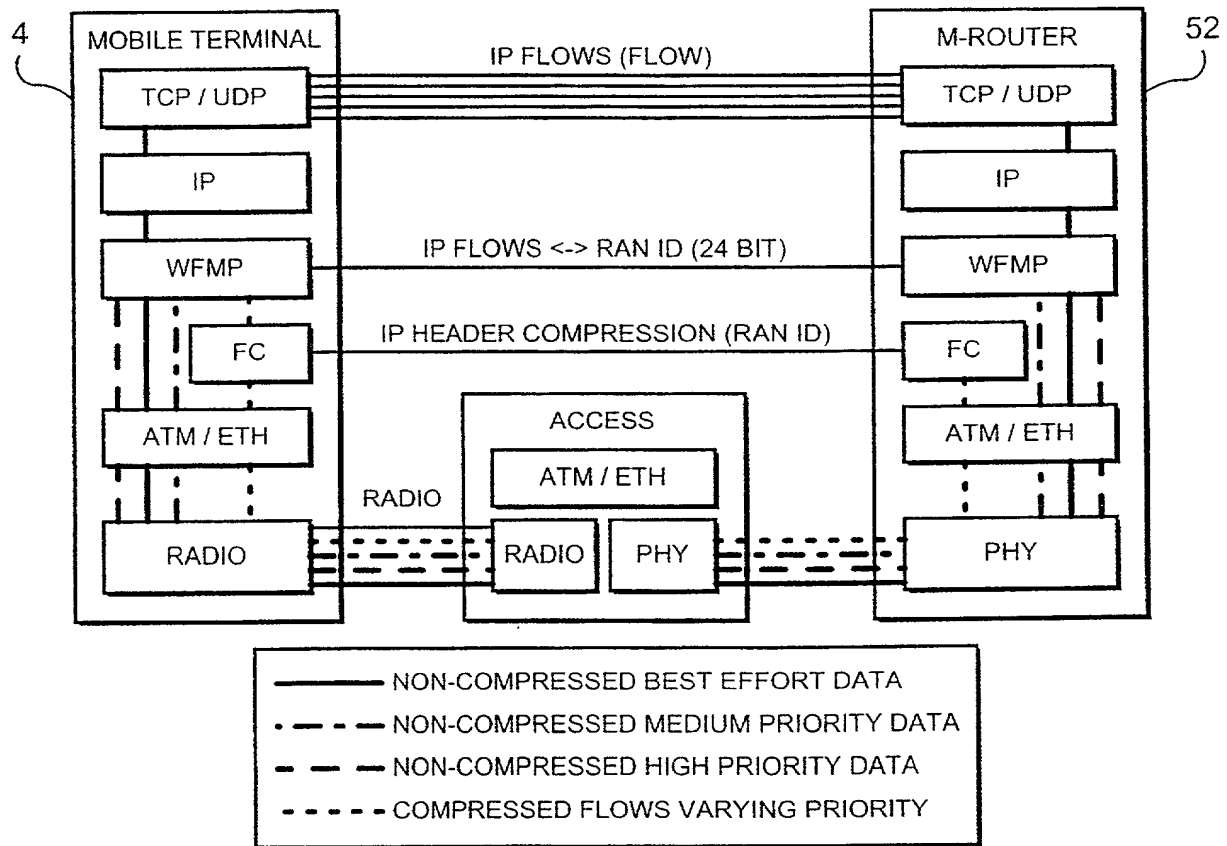 4
MOBILE TERMINAL
TCP / UDP
IP
WFMP
FC
ATM / ETH
RADIO
IP FLOWS (FLOW)
IP FLOWS <-> RAN ID (24 BIT)
IP HEADER COMPRESSION (RAN ID)
RADIO
ACCESS
ATM / ETH
RADIO
PHY
52
M-ROUTER
TCP / UDP
IP
WFMP
FC
ATM / ETH
PHY
NON-COMPRESSED BEST EFFORT DATA
NON-COMPRESSED MEDIUM PRIORITY DATA
NON-COMPRESSED HIGH PRIORITY DATA
COMPRESSED FLOWS VARYING PRIORITY